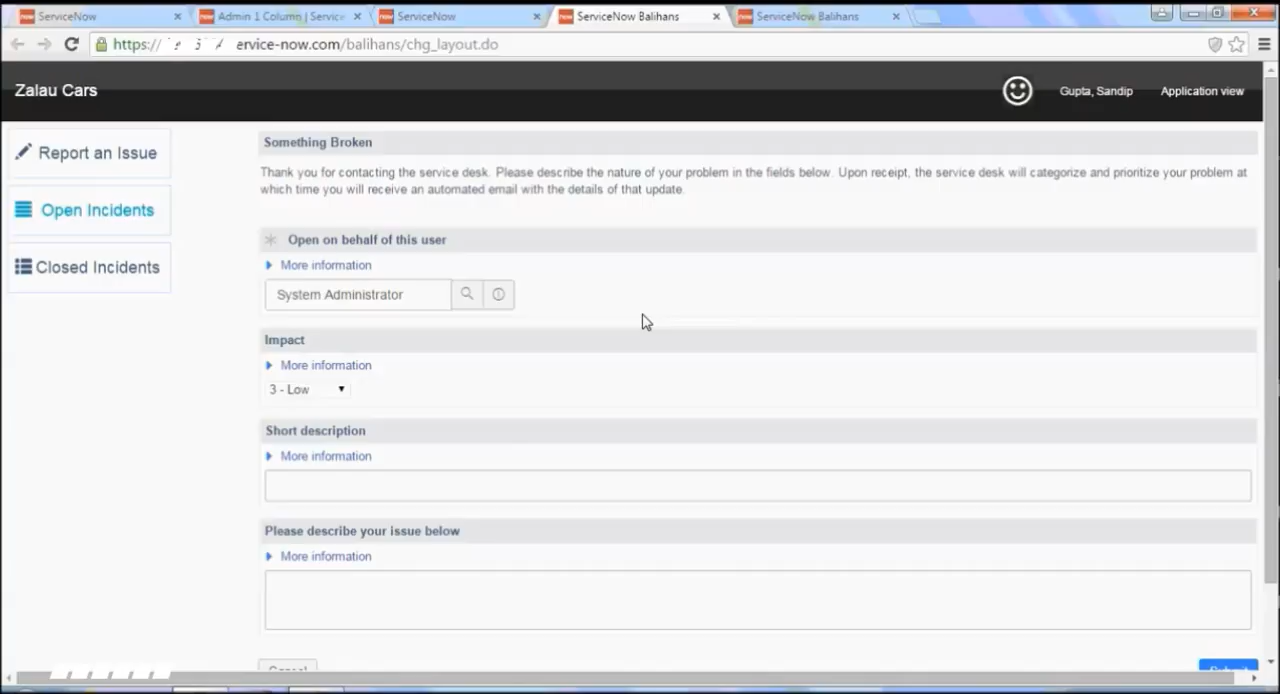 ServiceNow
Admin 1 Column | Service
ServiceNow
ServiceNow Balihans
ServiceNow Balihans
https:// ervice-now.com/balihans/chg_layout.do
Zalau Cars
Gupta, Sandip
Application view
Report an Issue
Open Incidents
Closed Incidents
Something Broken
Thank you for contacting the service desk. Please describe the nature of your problem in the fields below. Upon receipt, the service desk will categorize and prioritize your problem at
which time you will receive an automated email with the details of that update.
Open on behalf of this user
More information
System Administrator
Impact
More information
3 - Low
Short description
More information
Please describe your issue below
More information
Cancel
Submit